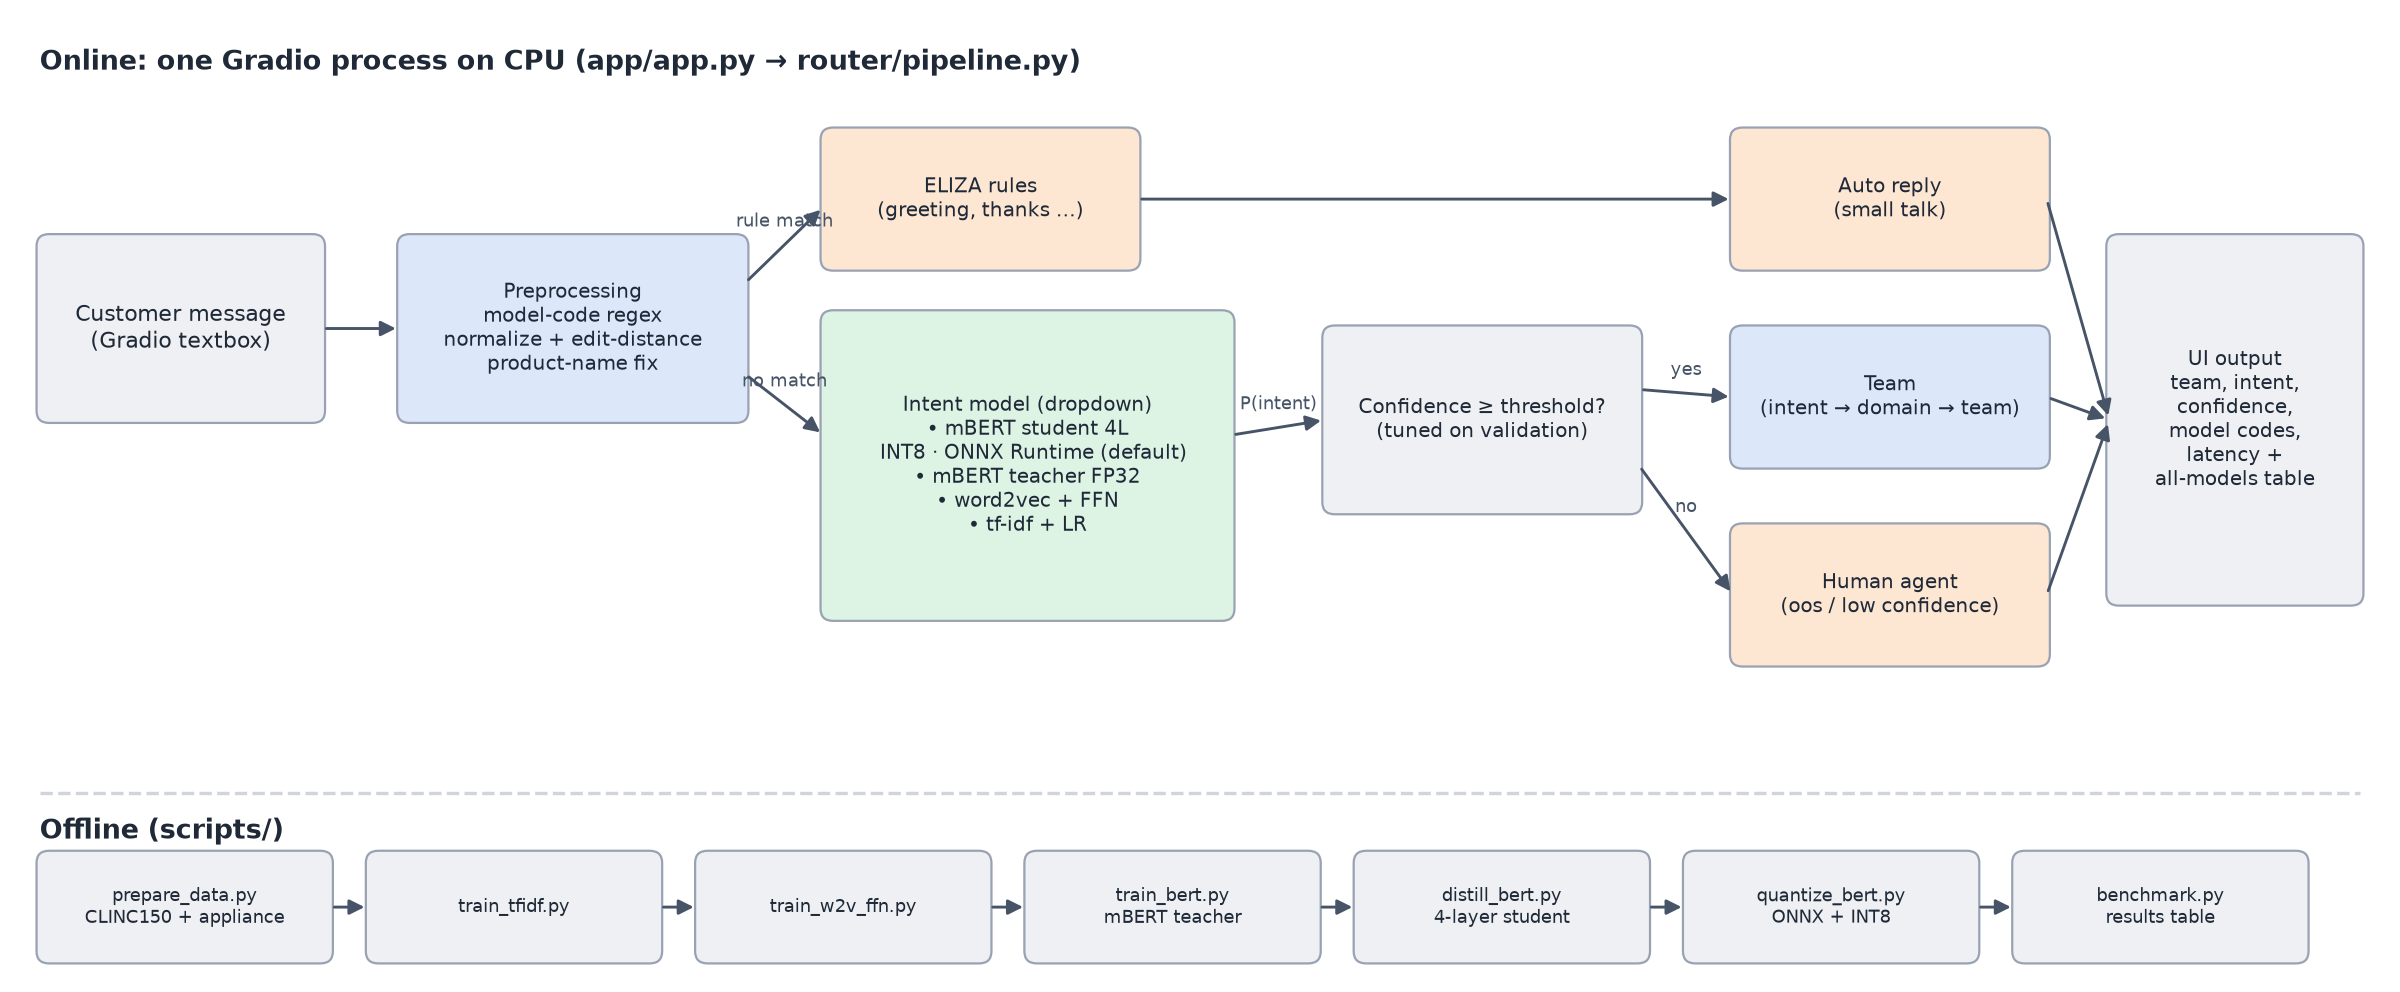 Online: one Gradio process on CPU (app/app.py → router/pipeline.py)
Customer message
(Gradio textbox)
Preprocessing
model-code regex
normalize + edit-distance
product-name fix
rule match
no match
ELIZA rules
(greeting, thanks ...)
Intent model (dropdown)
• mBERT student 4L
INT8 · ONNX Runtime (default)
• mBERT teacher FP32
• word2vec + FFN
• tf-idf + LR
P(intent)
Confidence ≥ threshold?
(tuned on validation)
yes
no
Auto reply
(small talk)
Team
(intent → domain → team)
Human agent
(oos / low confidence)
UI output
team, intent,
confidence,
model codes,
latency +
all-models table
Offline (scripts/)
prepare_data.py
CLINC150 + appliance
train_tfidf.py
train_w2v_ffn.py
train_bert.py
mBERT teacher
distill_bert.py
4-layer student
quantize_bert.py
ONNX + INT8
benchmark.py
results table